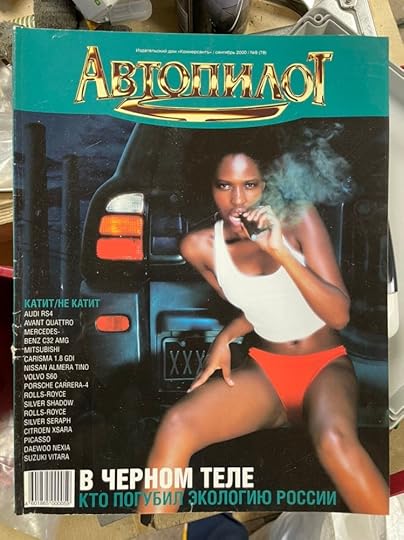 Издательский дом «Коммерсантъ» / сентябрь 2000 / №9 (78)
АВТОПИЛОТ
КАТИТ/НЕ КАТИТ
AUDI RS4
AVANT QUATTRO
MERCEDES-
BENZ C32 AMG
MITSUBISHI
CARISMA 1.8 GDI
NISSAN ALMERA TINO
VOLVO S60
PORSCHE CARRERA-4
ROLLS-ROYCE
SILVER SHADOW
ROLLS-ROYCE
SILVER SERAPH
CITROEN XSARA
PICASSO
DAEWOO NEXIA
SUZUKI VITARA
XXX
В ЧЕРНОМ ТЕЛЕ
КТО ПОГУБИЛ ЭКОЛОГИЮ РОССИИ